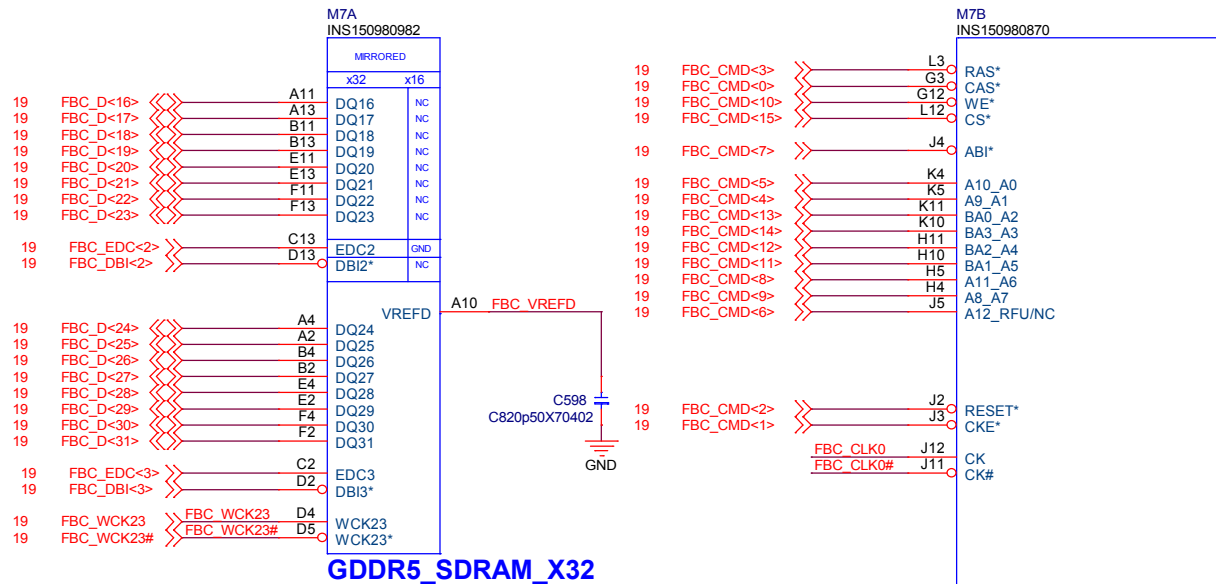 M7A
INS150980982
MIRRORED
x32 x16
19 FBC_D<16> A11 DQ16 NC
19 FBC_D<17> A13 DQ17 NC
19 FBC_D<18> B11 DQ18 NC
19 FBC_D<19> B13 DQ19 NC
19 FBC_D<20> E11 DQ20 NC
19 FBC_D<21> E13 DQ21 NC
19 FBC_D<22> F11 DQ22 NC
19 FBC_D<23> F13 DQ23 NC
19 FBC_EDC<2> C13 EDC2 GND
19 FBC_DBI<2> D13 DBI2* NC
VREFD A10 FBC_VREFD
19 FBC_D<24> A4 DQ24
19 FBC_D<25> A2 DQ25
19 FBC_D<26> B4 DQ26
19 FBC_D<27> B2 DQ27
19 FBC_D<28> E4 DQ28
19 FBC_D<29> E2 DQ29
19 FBC_D<30> F4 DQ30
19 FBC_D<31> F2 DQ31
C598
C820p50X70402
GND
19 FBC_EDC<3> C2 EDC3
19 FBC_DBI<3> D2 DBI3*
19 FBC_WCK23 FBC_WCK23 D4 WCK23
19 FBC_WCK23# FBC_WCK23# D5 WCK23*
GDDR5_SDRAM_X32
M7B
INS150980870
19 FBC_CMD<3> L3 RAS*
19 FBC_CMD<0> G3 CAS*
19 FBC_CMD<10> G12 WE*
19 FBC_CMD<15> L12 CS*
19 FBC_CMD<7> J4 ABI*
19 FBC_CMD<5> K4 A10_A0
19 FBC_CMD<4> K5 A9_A1
19 FBC_CMD<13> K11 BA0_A2
19 FBC_CMD<14> K10 BA3_A3
19 FBC_CMD<12> H11 BA2_A4
19 FBC_CMD<11> H10 BA1_A5
19 FBC_CMD<8> H5 A11_A6
19 FBC_CMD<9> H4 A8_A7
19 FBC_CMD<6> J5 A12_RFU/NC
19 FBC_CMD<2> J2 RESET*
19 FBC_CMD<1> J3 CKE*
FBC_CLK0 J12 CK
FBC_CLK0# J11 CK#